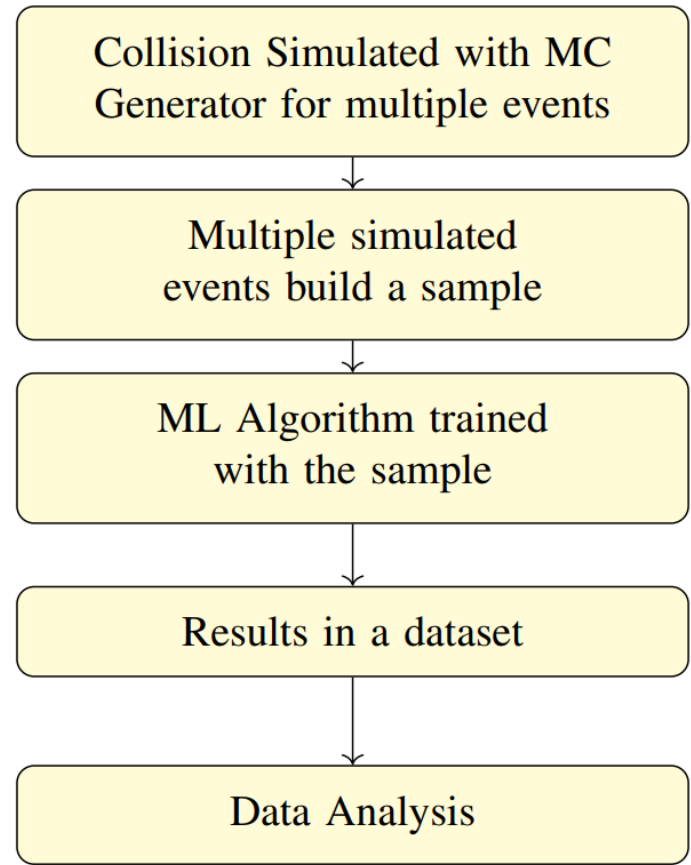 Collision Simulated with MC
Generator for multiple events
Multiple simulated
events build a sample
ML Algorithm trained
with the sample
Results in a dataset
Data Analysis